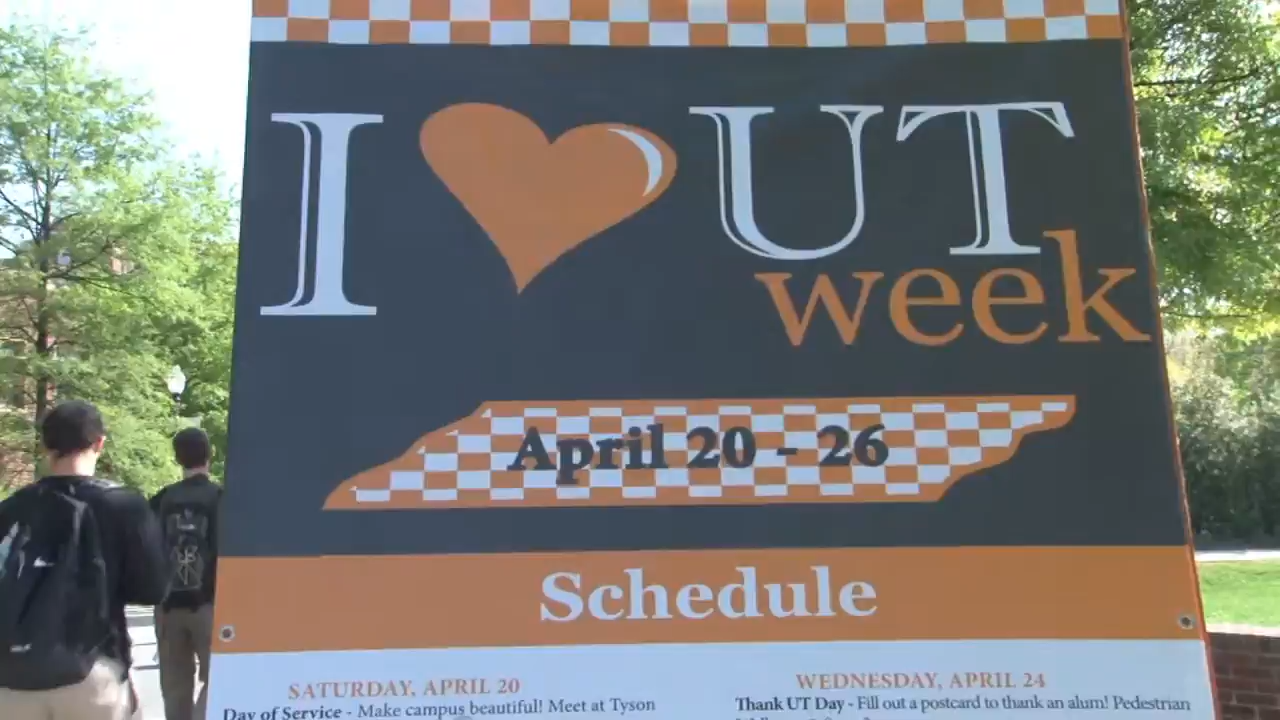 I UT
week
April 20 - 26
Schedule
SATURDAY, APRIL 20
Day of Service - Make campus beautiful! Meet at Tyson
WEDNESDAY, APRIL 24
Thank UT Day - Fill out a postcard to thank an alum! Pedestrian